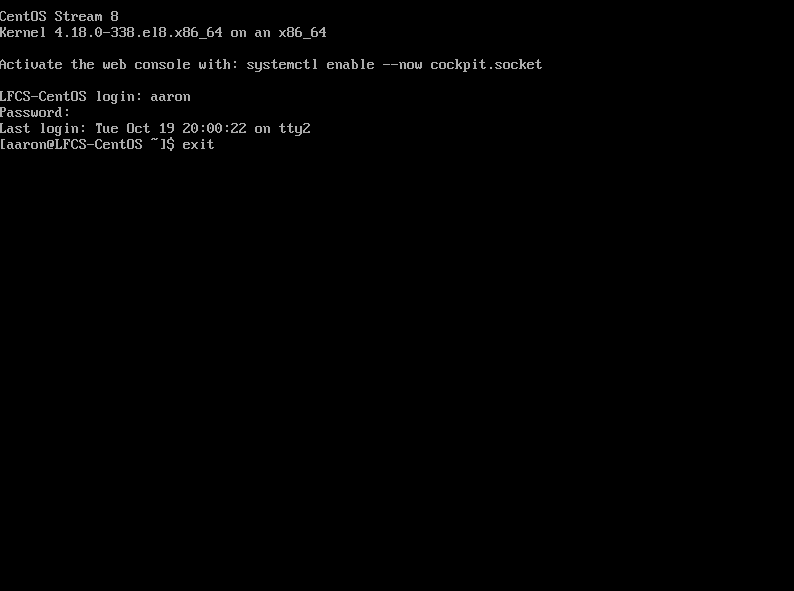 CentOS Stream 8
Kernel 4.18.0-338.el8.x86_64 on an x86_64
Activate the web console with: systemctl enable --now cockpit.socket
LFCS-CentOS login: aaron
Password:
Last login: Tue Oct 19 20:00:22 on tty2
[aaron@LFCS-CentOS ~]$ exit